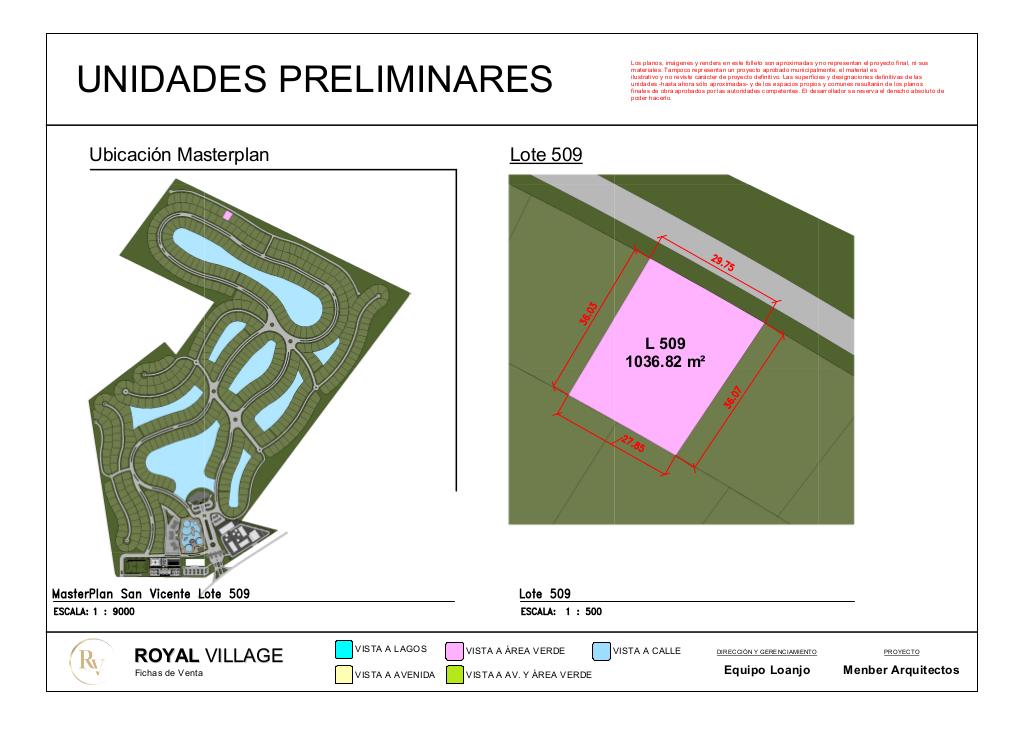 UNIDADES PRELIMINARES
Los planos, imágenes y renders en este folleto son aproximadas y no representan el proyecto final, ni sus
materiales. Tampoco representan un proyecto aprobado municipalmente, el material es
ilustrativo y no reviste carácter de proyecto definitivo. Las superficies y designaciones definitivas de las
unidades -hasta ahora sólo aproximadas- y de los espacios propios y comunes resultarán de los planos
finales de obra aprobados por las autoridades competentes. El desarrollador se reserva el derecho absoluto de
poder hacerlo.
Ubicación Masterplan
Lote 509
29.75
36.03
L 509
1036.82 m²
36.07
27.85
MasterPlan San Vicente Lote 509
ESCALA: 1 : 9000
Lote 509
ESCALA: 1 : 500
RV
ROYAL VILLAGE
Fichas de Venta
VISTA A LAGOS
VISTA A ÁREA VERDE
VISTA A CALLE
VISTA A AVENIDA
VISTA A AV. Y ÁREA VERDE
DIRECCIÓN Y GERENCIAMIENTO
Equipo Loanjo
PROYECTO
Menber Arquitectos